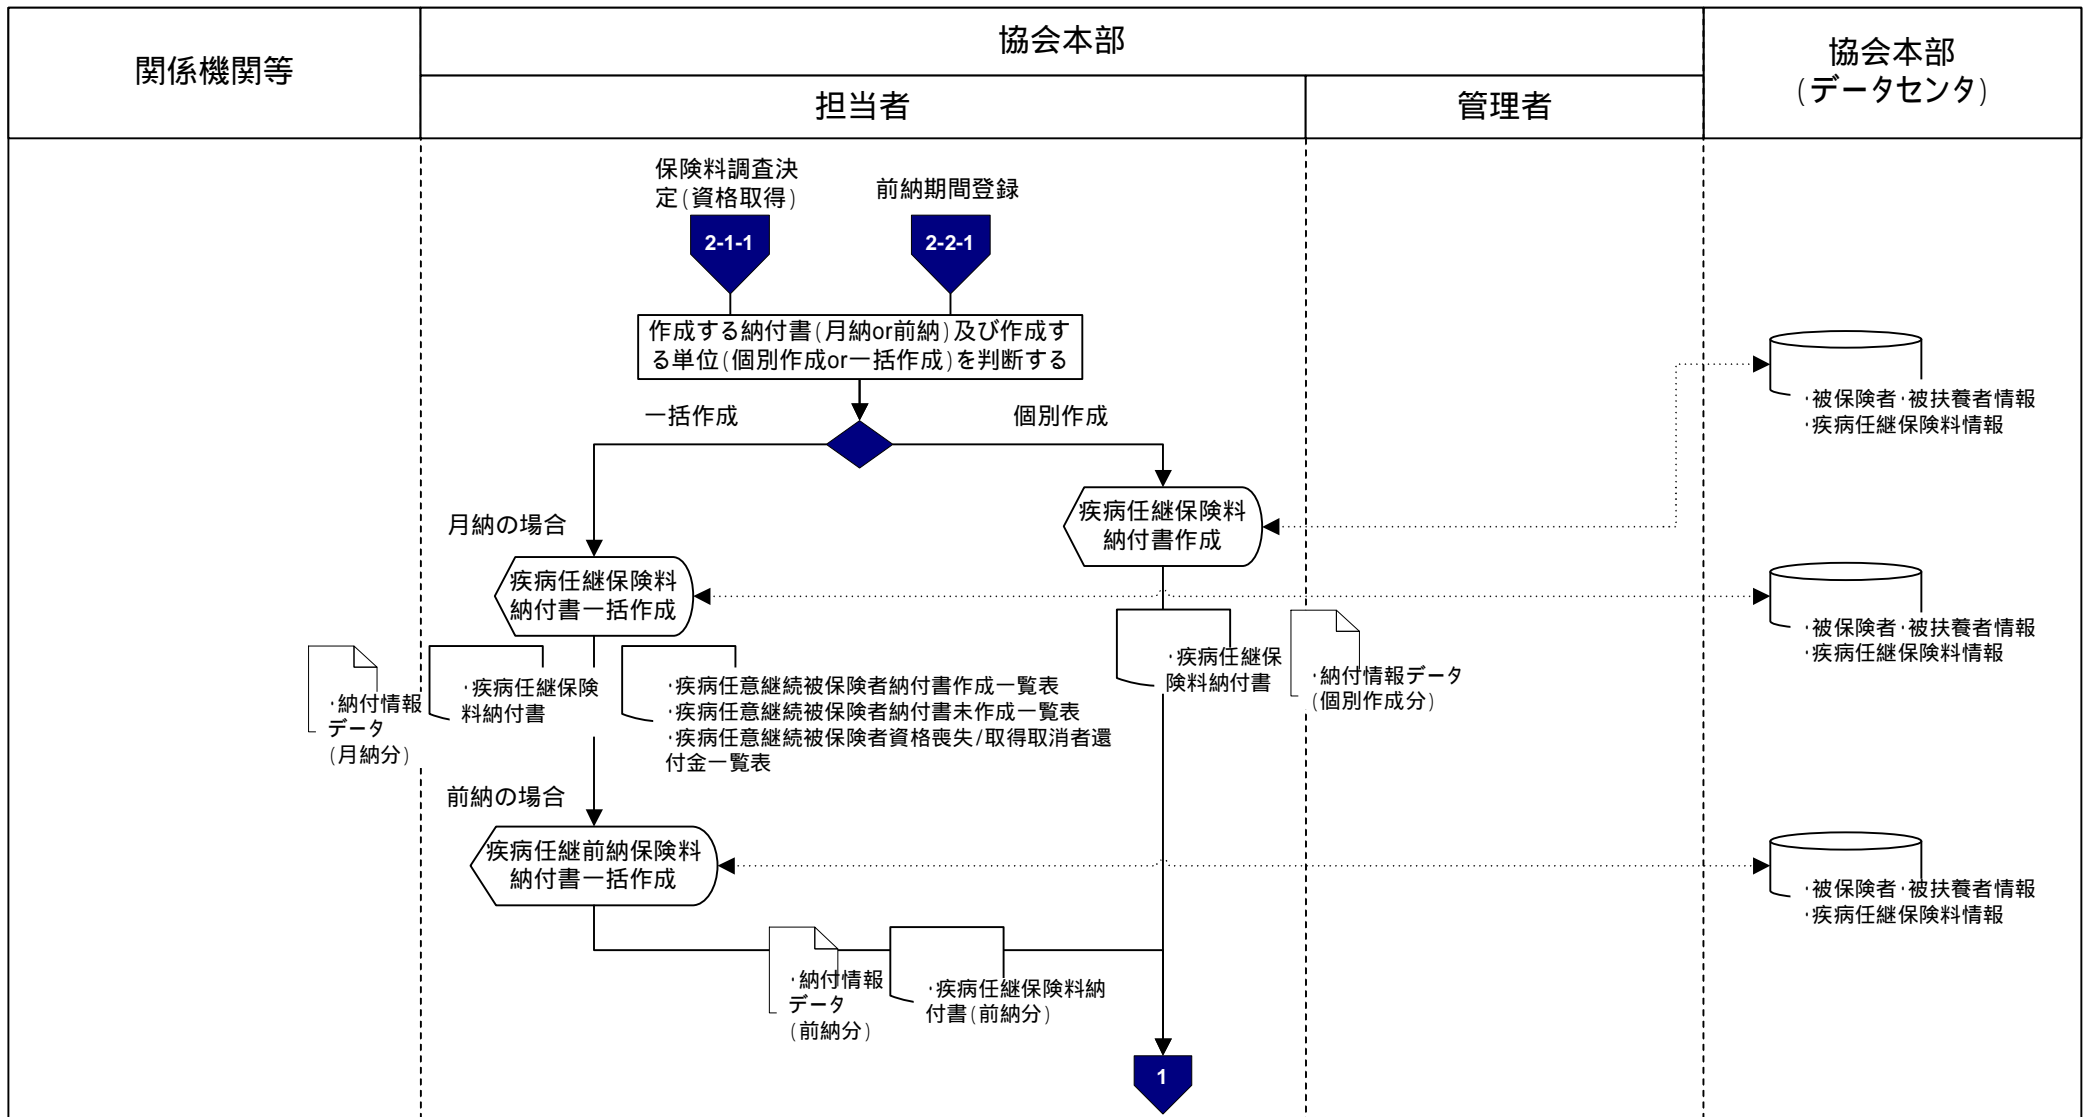 関係機関等
協会本部
担当者
管理者
協会本部
(データセンタ)
保険料調査決
定(資格取得)
前納期間登録
2-1-1
2-2-1
作成する納付書(月納or前納)及び作成す
る単位(個別作成or一括作成)を判断する
一括作成
個別作成
・被保険者・被扶養者情報
・疾病任継保険料情報
疾病任継保険料
納付書作成
月納の場合
疾病任継保険料
納付書一括作成
・被保険者・被扶養者情報
・疾病任継保険料情報
・納付情報
データ
(月納分)
・疾病任継保険
料納付書
・疾病任意継続被保険者納付書作成一覧表
・疾病任意継続被保険者納付書未作成一覧表
・疾病任意継続被保険者資格喪失/取得取消者還
付金一覧表
・疾病任継保
険料納付書
・納付情報データ
(個別作成分)
前納の場合
疾病任継前納保険料
納付書一括作成
・被保険者・被扶養者情報
・疾病任継保険料情報
・納付情報
データ
(前納分)
・疾病任継保険料納
付書(前納分)
1